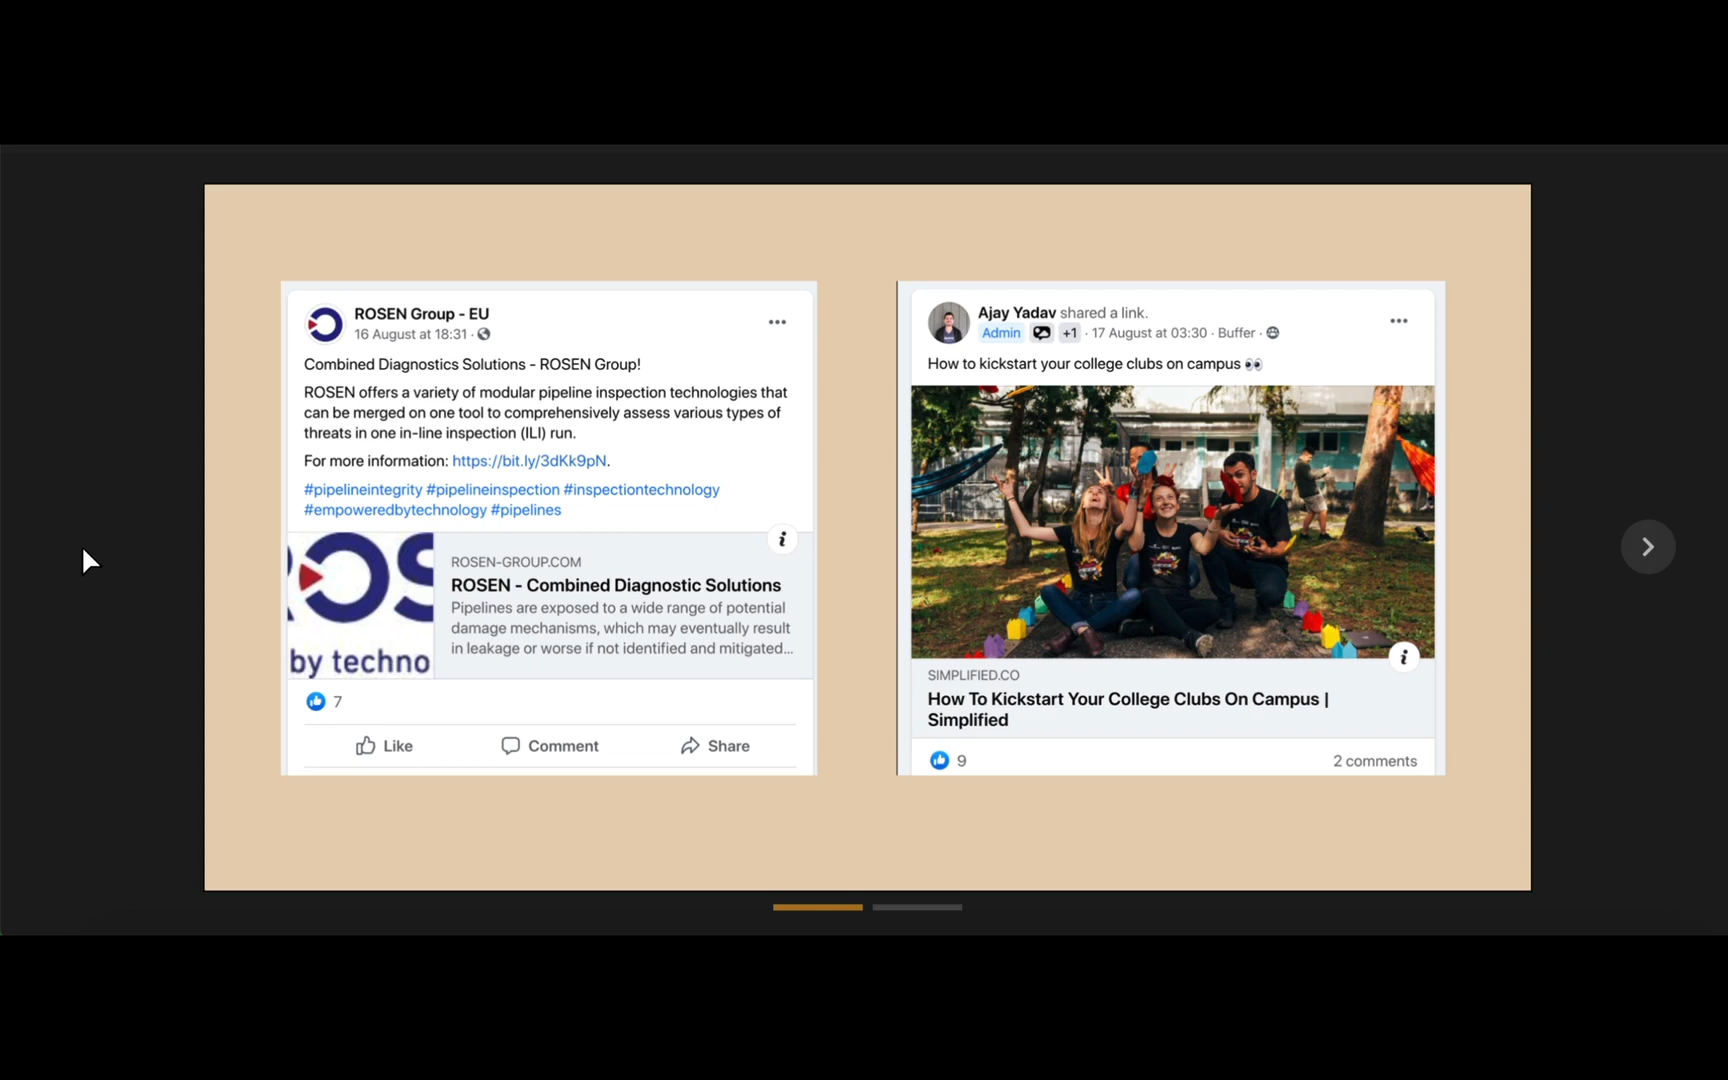 ROSEN Group - EU
16 August at 18:31 ·
Combined Diagnostics Solutions - ROSEN Group!
ROSEN offers a variety of modular pipeline inspection technologies that
can be merged on one tool to comprehensively assess various types of
threats in one in-line inspection (ILI) run.
For more information: https://bit.ly/3dKk9pN.
#pipelineintegrity #pipelineinspection #inspectiontechnology
#empoweredbytechnology #pipelines
ROS
by techno
i
ROSEN-GROUP.COM
ROSEN - Combined Diagnostic Solutions
Pipelines are exposed to a wide range of potential
damage mechanisms, which may eventually result
in leakage or worse if not identified and mitigated...
7
Like Comment Share
Ajay Yadav shared a link.
Admin +1 · 17 August at 03:30 · Buffer ·
How to kickstart your college clubs on campus 👀
i
SIMPLIFIED.CO
How To Kickstart Your College Clubs On Campus |
Simplified
9 2 comments